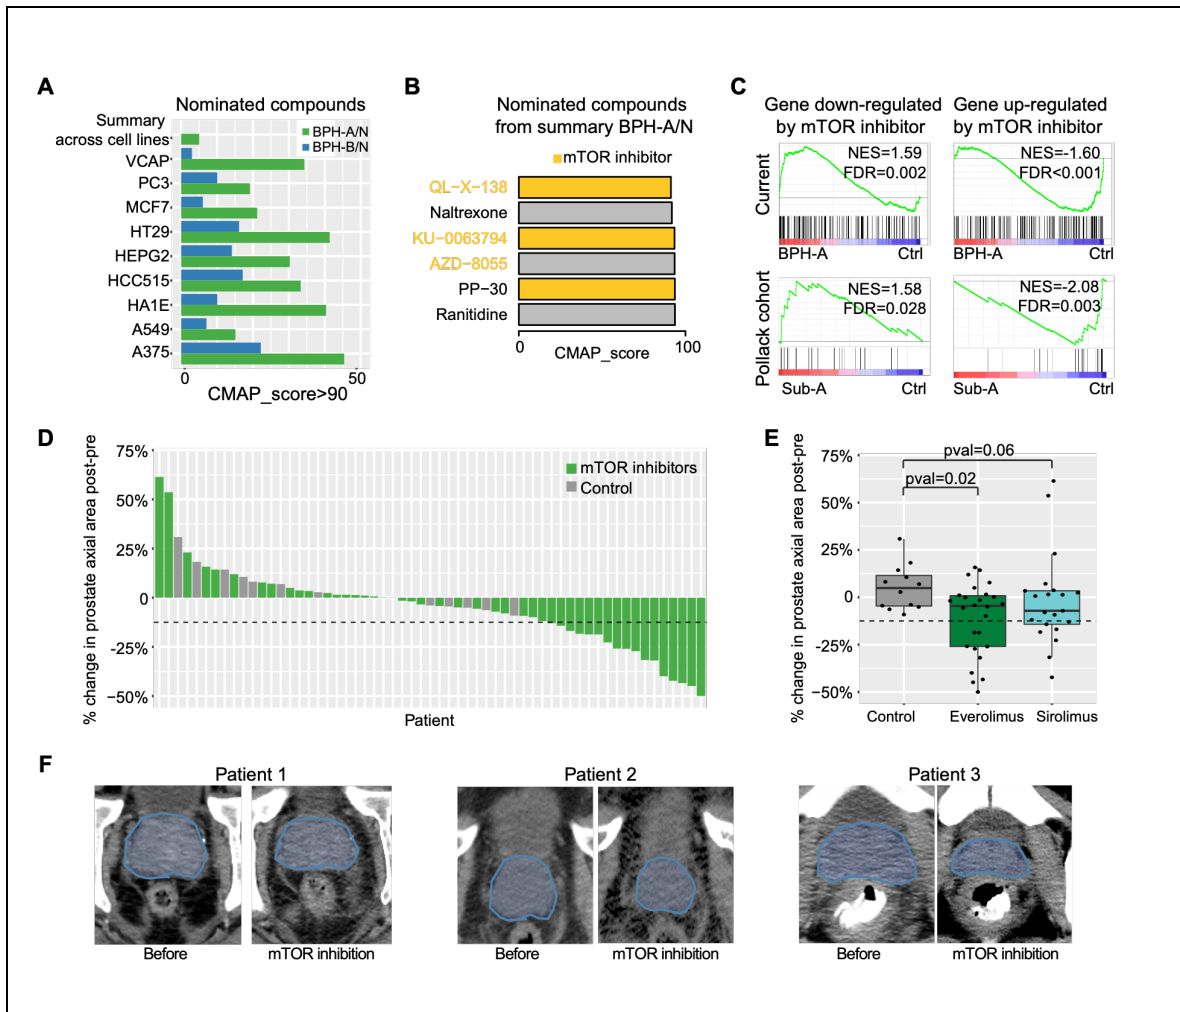 A
Nominated compounds
Summary
across cell lines
VCAP
PC3
MCF7
HT29
HEPG2
HCC515
HA1E
A549
A375
BPH-A/N
BPH-B/N
0
50
CMAP_score>90
B
Nominated compounds
from summary BPH-A/N
mTOR inhibitor
QL−X−138
Naltrexone
KU−0063794
AZD−8055
PP−30
Ranitidine
0
CMAP_score
100
C
Gene down-regulated
by mTOR inhibitor
Gene up-regulated
by mTOR inhibitor
Current
NES=1.59
FDR=0.002
BPH-A
Ctrl
NES=-1.60
FDR<0.001
BPH-A
Ctrl
Pollack cohort
NES=1.58
FDR=0.028
Sub-A
Ctrl
NES=-2.08
FDR=0.003
Sub-A
Ctrl
D
% change in prostate axial area post-pre
75%
50%
25%
0
−25%
−50%
mTOR inhibitors
Control
Patient
E
% change in prostate axial area post-pre
75%
50%
25%
0
-25%
−50%
pval=0.06
pval=0.02
Control
Everolimus
Sirolimus
F
Patient 1
Before
mTOR inhibition
Patient 2
Before
mTOR inhibition
Patient 3
Before
mTOR inhibition